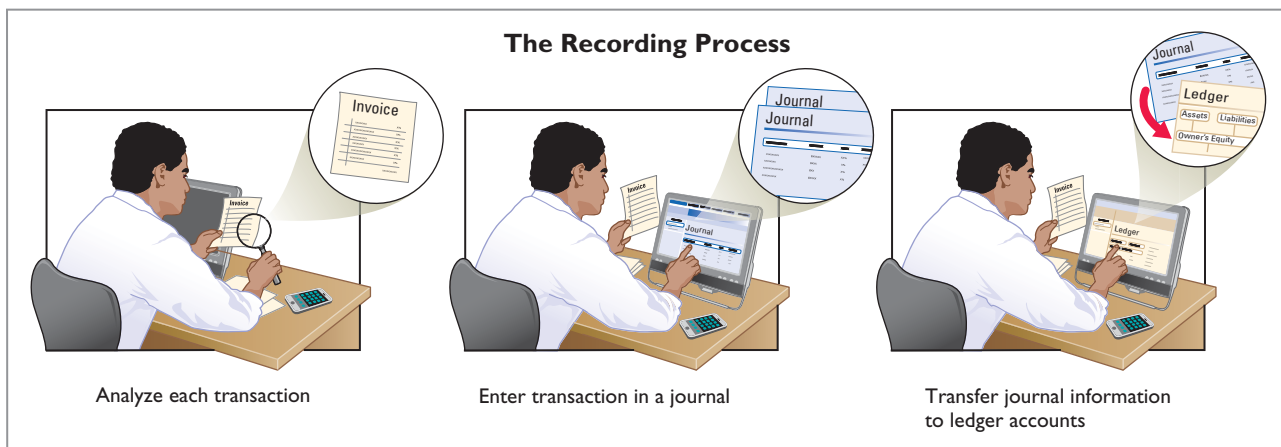 The Recording Process
Invoice
Invoice
Analyze each transaction
Journal
Journal
Invoice
Journal
Enter transaction in a journal
Journal
Ledger
Assets Liabilities
Owner's Equity
Invoice
Ledger
Transfer journal information
to ledger accounts